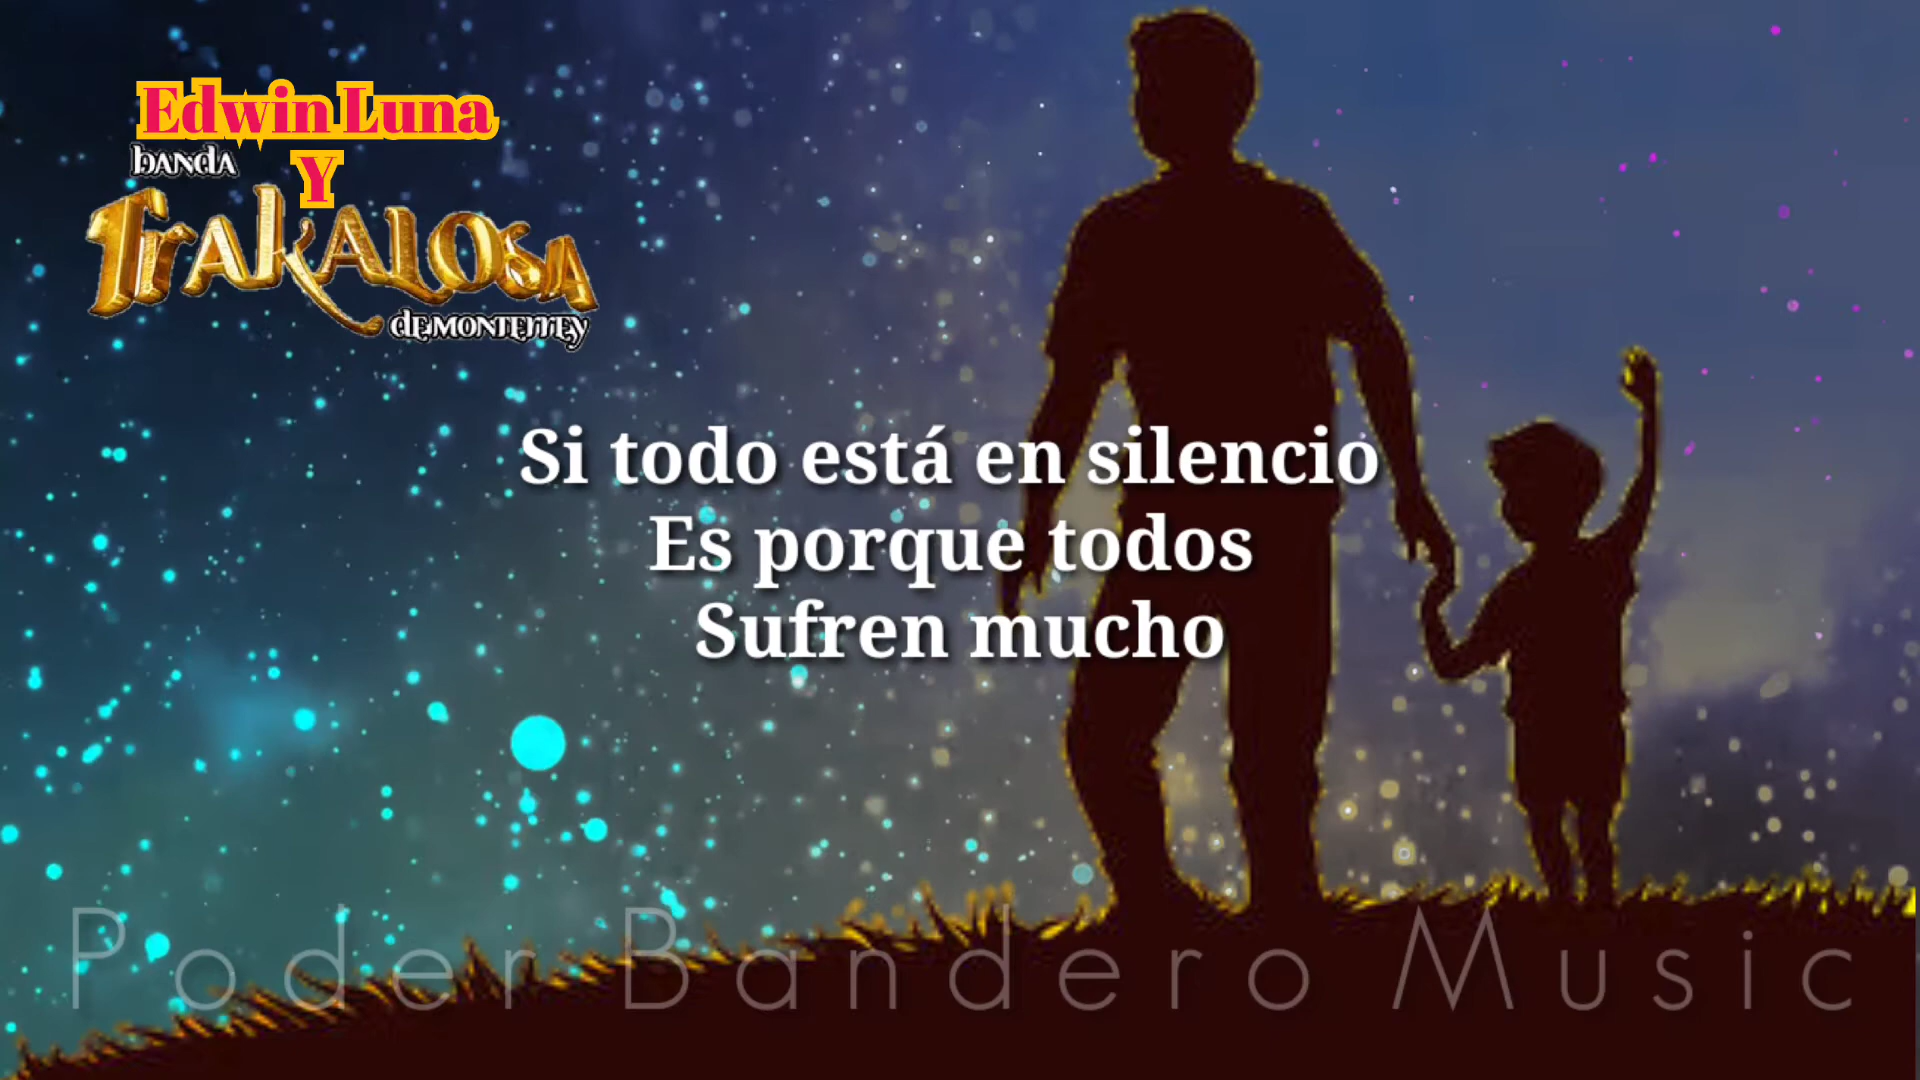 Edwin Luna
Y
BANDA
TrAKALOSA
dE MONTErrEy
Si todo está en silencio
Es porque todos
Sufren mucho
Poder Bandero Music